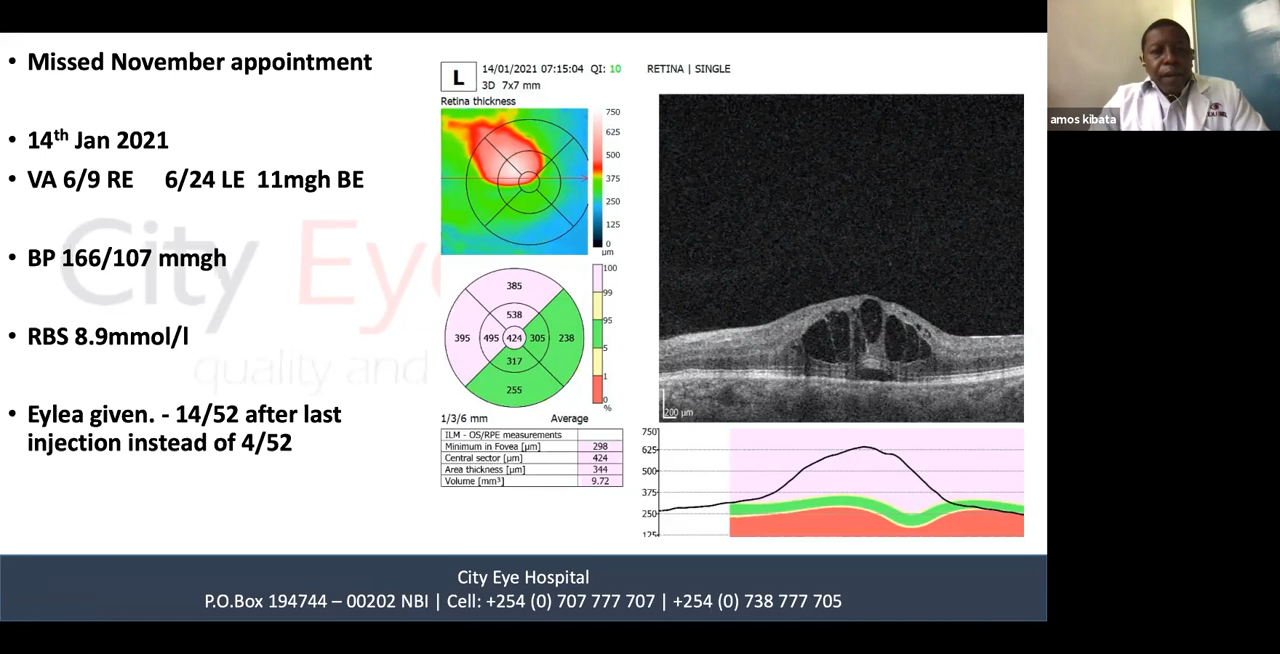 • Missed November appointment
• 14th Jan 2021
• VA 6/9 RE 6/24 LE 11mgh BE
• BP 166/107 mmgh
• RBS 8.9mmol/l
• Eylea given. - 14/52 after last
injection instead of 4/52
City Eye
quality and
L
14/01/2021 07:15:04 QI: 10
3D 7x7 mm
RETINA | SINGLE
Retina thickness
750
625
500
375
250
125
0
µm
385
538
395 495 424 305 238
317
255
100
99
95
5
1
0
%
1/3/6 mm Average
ILM - OS/RPE measurements
Minimum in Fovea [µm] 298
Central sector [µm] 424
Area thickness [µm] 344
Volume [mm³] 9.72
200 µm
750
625
500
375
250
125
amos kibata
City Eye Hospital
P.O.Box 194744 – 00202 NBI | Cell: +254 (0) 707 777 707 | +254 (0) 738 777 705